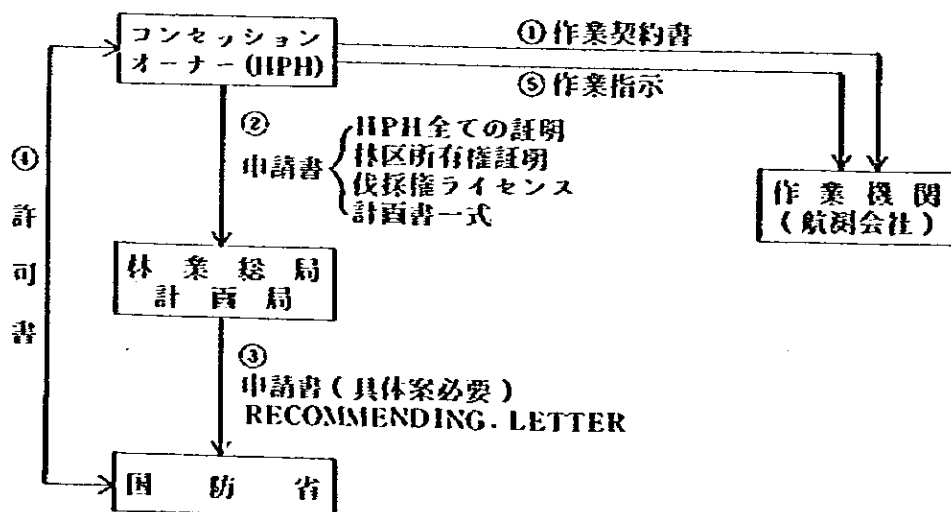 コンセッション
オーナー(HPH)
①作業契約書
⑤作業指示
②
申請書
HPH全ての証明
林区所有権証明
伐採権ライセンス
計画書一式
作業機関
(航測会社)
④許可書
林業総局
計画局
③
申請書(具体案必要)
RECOMMENDING. LETTER
国防省